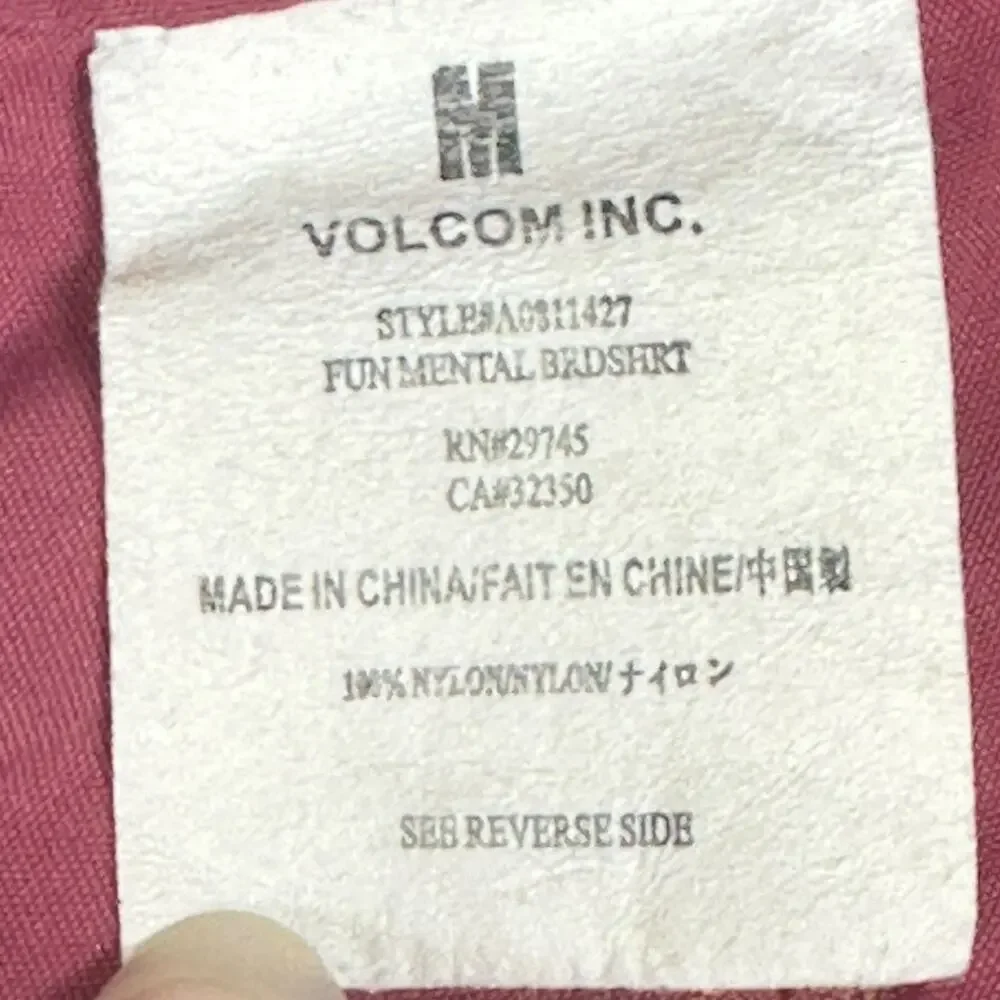 VOLCOM INC.
STYLE#A0811427
FUN MENTAL BRDSHRT
RN#29745
CA#32350
MADE IN CHINA/FAIT EN CHINE/中国製
100% NYLON/NYLON/ナイロン
SEE REVERSE SIDE